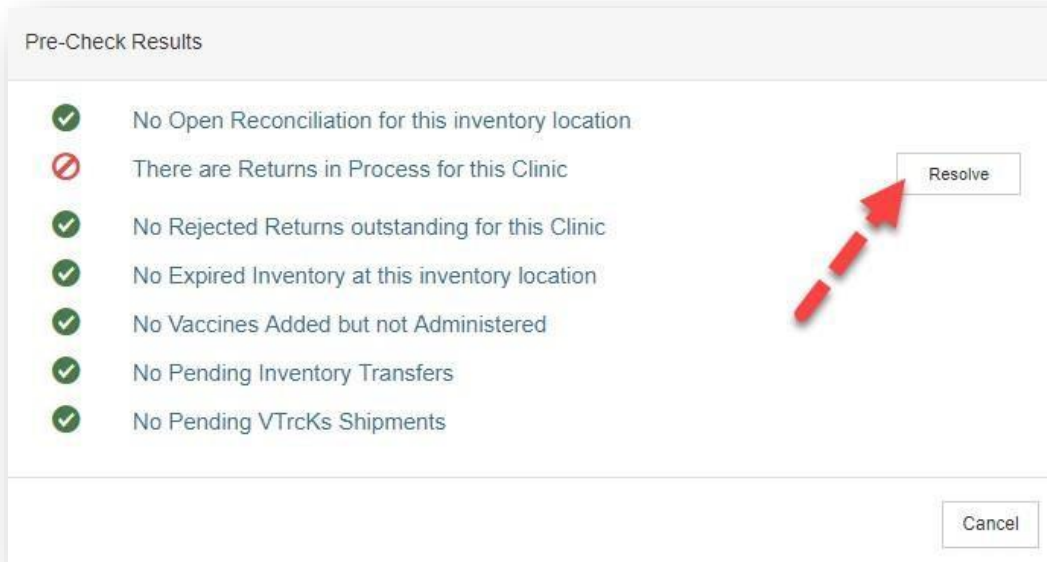 Pre-Check Results
No Open Reconciliation for this inventory location
There are Returns in Process for this Clinic
Resolve
No Rejected Returns outstanding for this Clinic
No Expired Inventory at this inventory location
No Vaccines Added but not Administered
No Pending Inventory Transfers
No Pending VTrcKs Shipments
Cancel